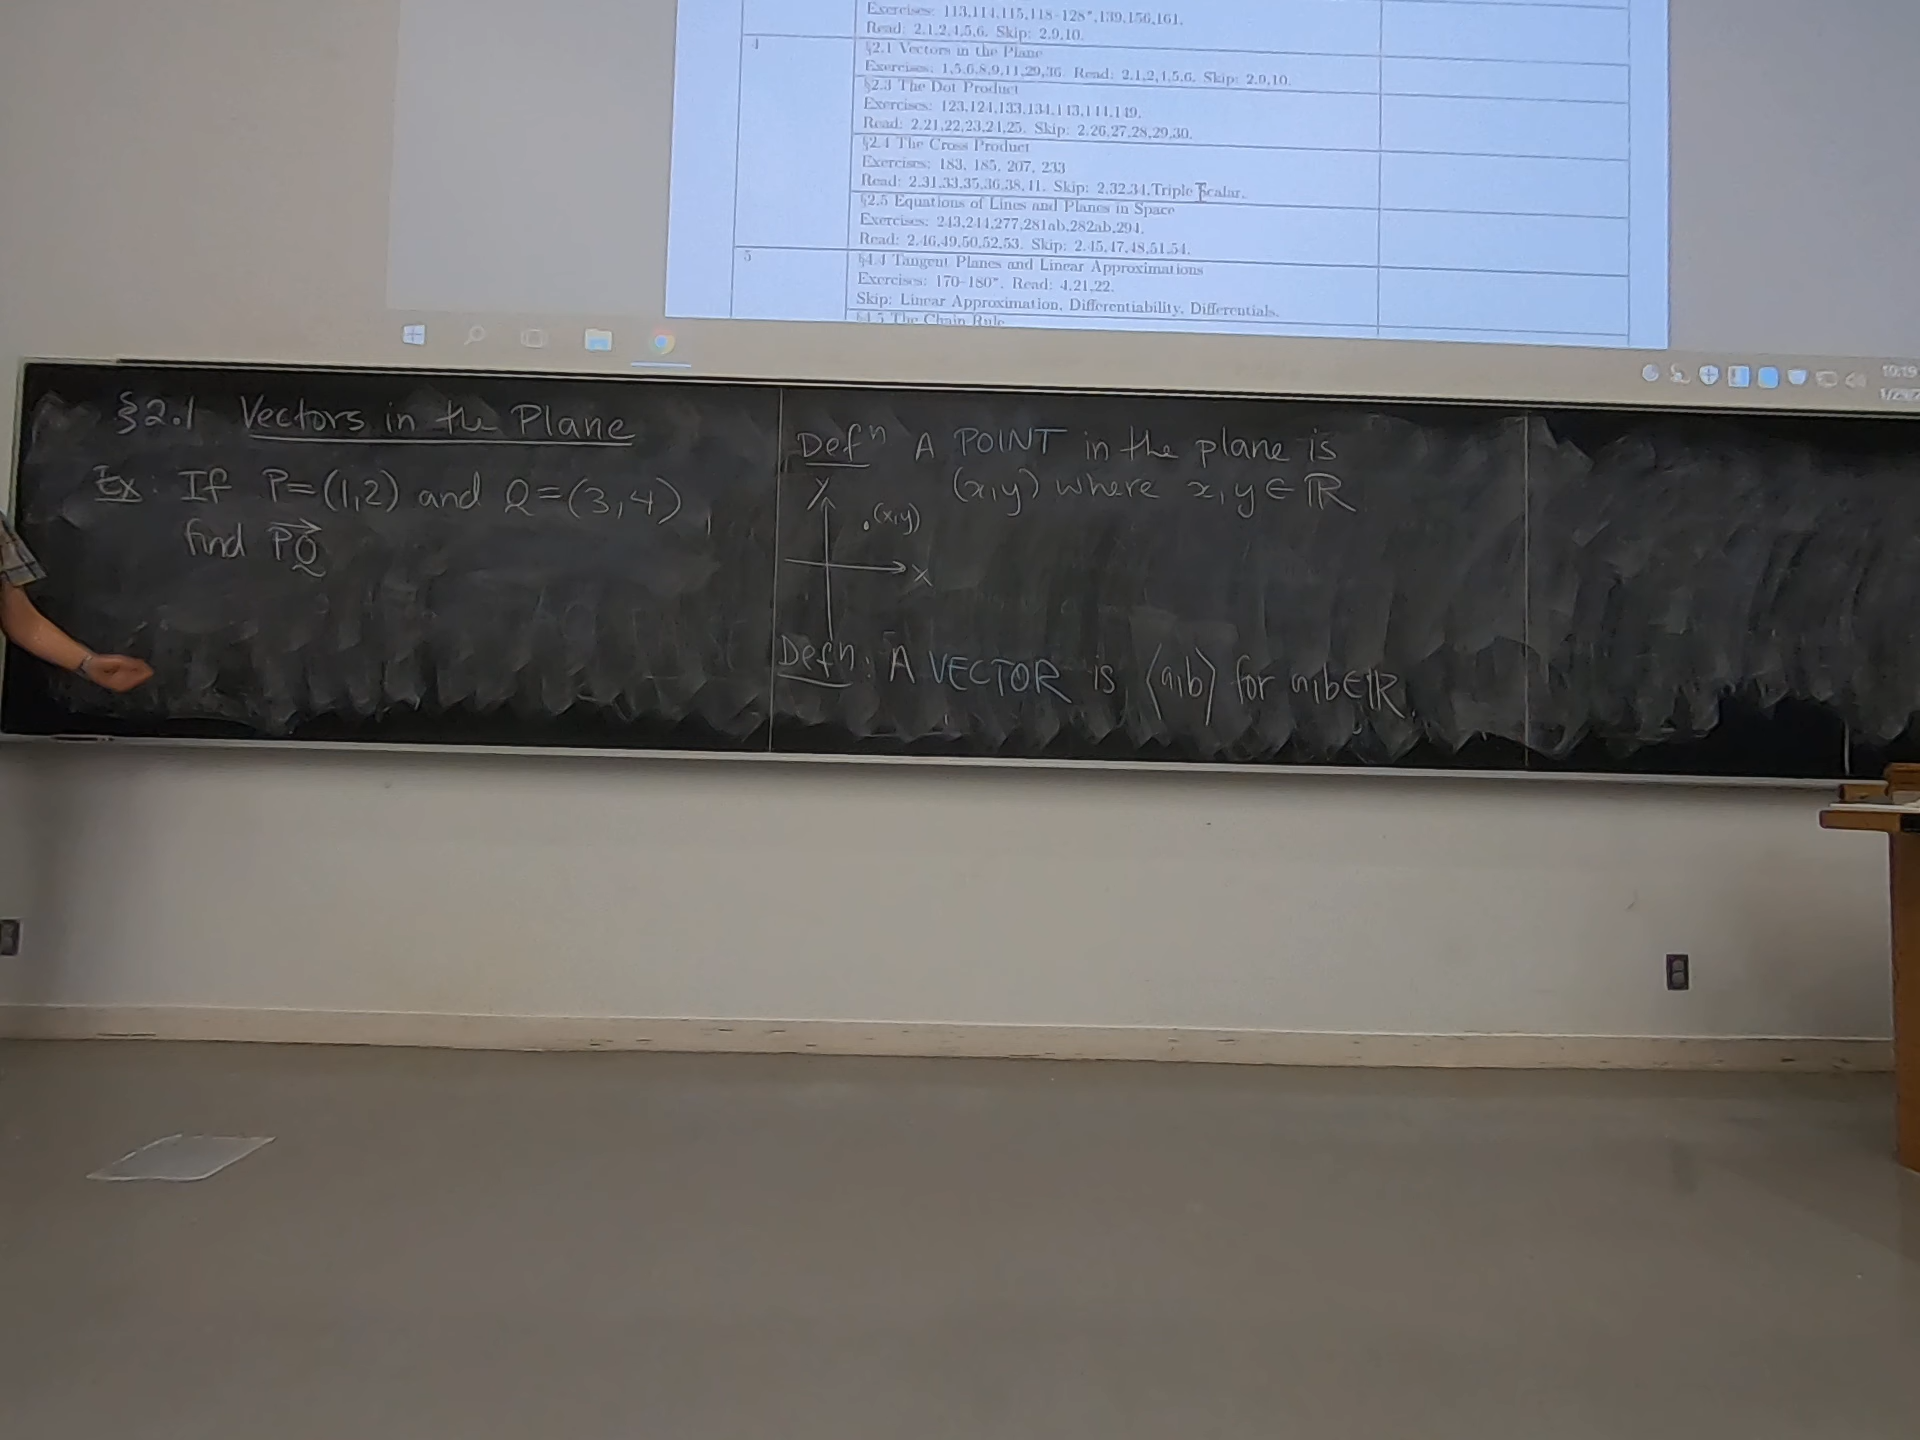 Exercises: 113,114,115,118-128*,139,156,161.
Read: 2.1,2,4,5,6. Skip: 2.9,10.
4
§2.1 Vectors in the Plane
Exercises: 1,5,6,8,9,11,29,36. Read: 2.1,2,4,5,6. Skip: 2.9,10.
§2.3 The Dot Product
Exercises: 123,124,133,134,143,144,149.
Read: 2.21,22,23,24,25. Skip: 2.26,27,28,29,30.
§2.4 The Cross Product
Exercises: 183, 185, 207, 233
Read: 2.31,33,35,36,38,41. Skip: 2.32,34,Triple Scalar.
§2.5 Equations of Lines and Planes in Space
Exercises: 243,244,277,281ab,282ab,294.
Read: 2.46,49,50,52,53. Skip: 2.45,47,48,51,54.
5
§4.4 Tangent Planes and Linear Approximations
Exercises: 170-180*. Read: 4.21,22.
Skip: Linear Approximation, Differentiability, Differentials.
§4.5 The Chain Rule
10:19
§2.1 Vectors in the Plane
Ex: If P=(1,2) and Q=(3,4),
find PQ⃗
Defⁿ A POINT in the plane is
(x,y) where x,y∈ℝ
y
(x,y)
x
Defn: A VECTOR is ⟨a,b⟩ for a,b∈ℝ.